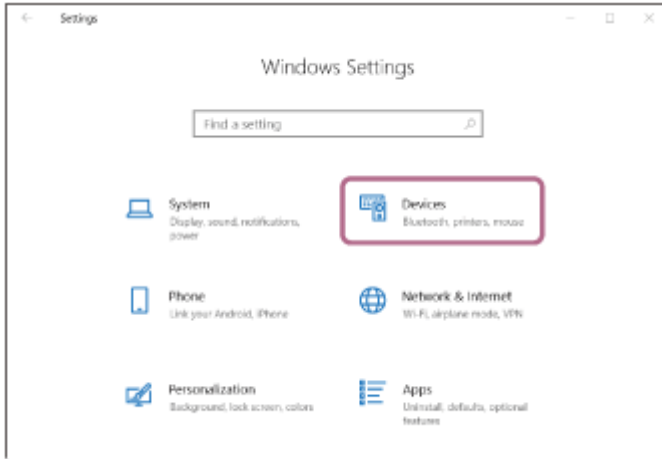 Settings
Windows Settings
Find a setting
System
Display, sound, notifications,
power
Devices
Bluetooth, printers, mouse
Phone
Link your Android, iPhone
Network & Internet
Wi-Fi, airplane mode, VPN
Personalization
Background, lock screen, colors
Apps
Uninstall, defaults, optional
features